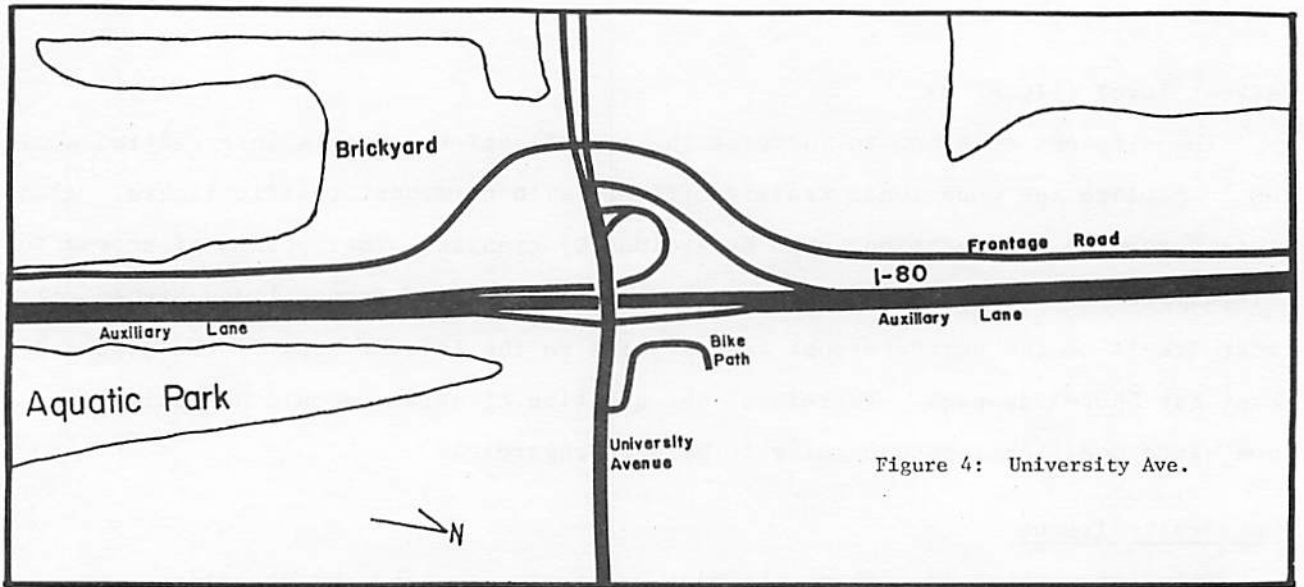 Brickyard
Frontage Road
I-80
Auxiliary Lane
Auxiliary Lane
Bike
Path
Aquatic Park
University
Avenue
Figure 4: University Ave.
N